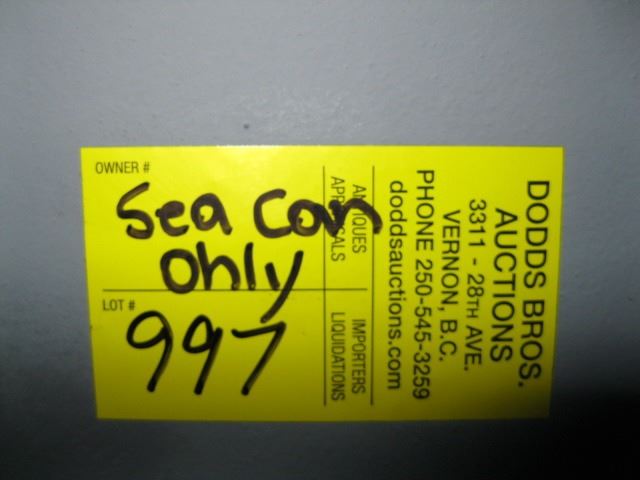 OWNER #
Sea Can
Only
LOT #
997
ANTIQUES
APPRAISALS
IMPORTERS
LIQUIDATIONS
DODDS BROS.
AUCTIONS
3311 - 28TH AVE.
VERNON, B.C.
PHONE 250-545-3259
doddsauctions.com